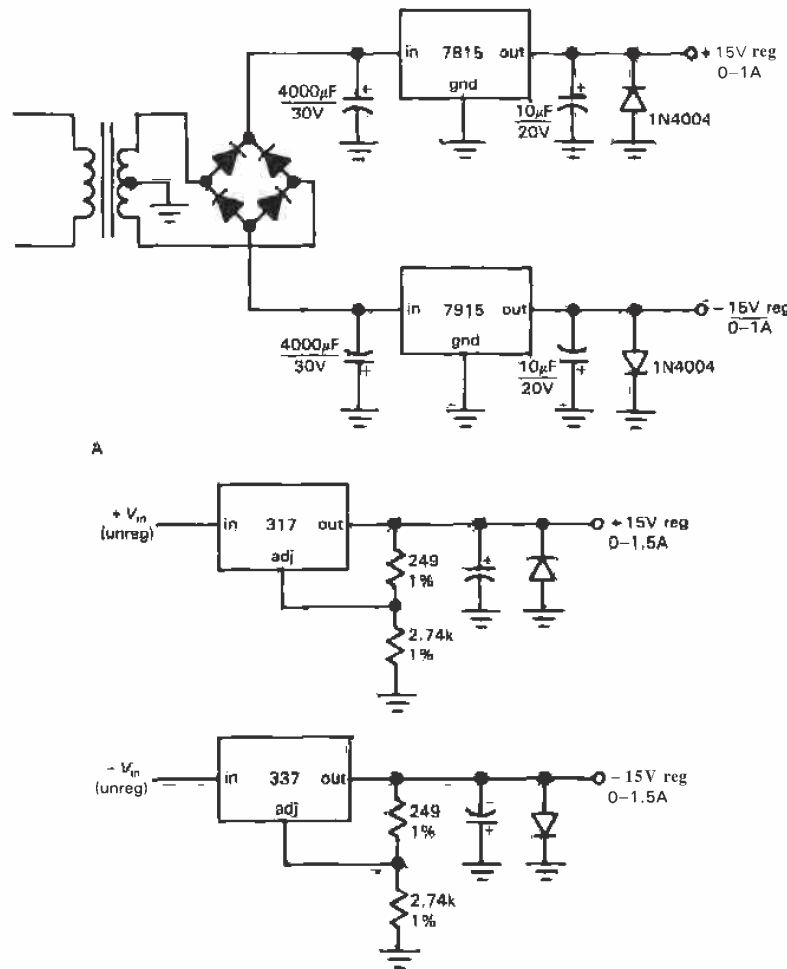 in 7815 out
gnd
+ 15V reg
0-1A
4000μF
30V
10μF
20V
1N4004
in 7915 out
gnd
- 15V reg
0-1A
4000μF
30V
10μF
20V
1N4004
A
+ Vin
(unreg)
in 317 out
adj
+ 15V reg
0-1.5A
249
1%
2.74k
1%
- Vin
(unreg)
in 337 out
adj
- 15V reg
0-1.5A
249
1%
2.74k
1%